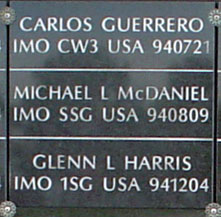 CARLOS GUERRERO
IMO CW3 USA 940721
MICHAEL L McDANIEL
IMO SSG USA 940809
GLENN L HARRIS
IMO 1SG USA 941204